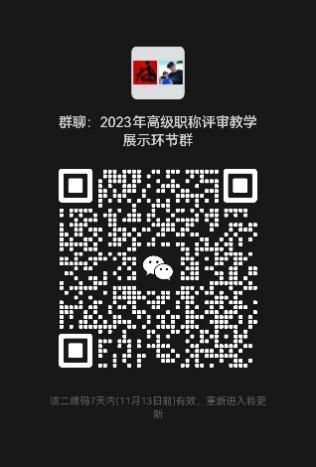 群聊：2023年高级职称评审教学
展示环节群
该二维码7天内(11月13日前)有效，重新进入将更
新